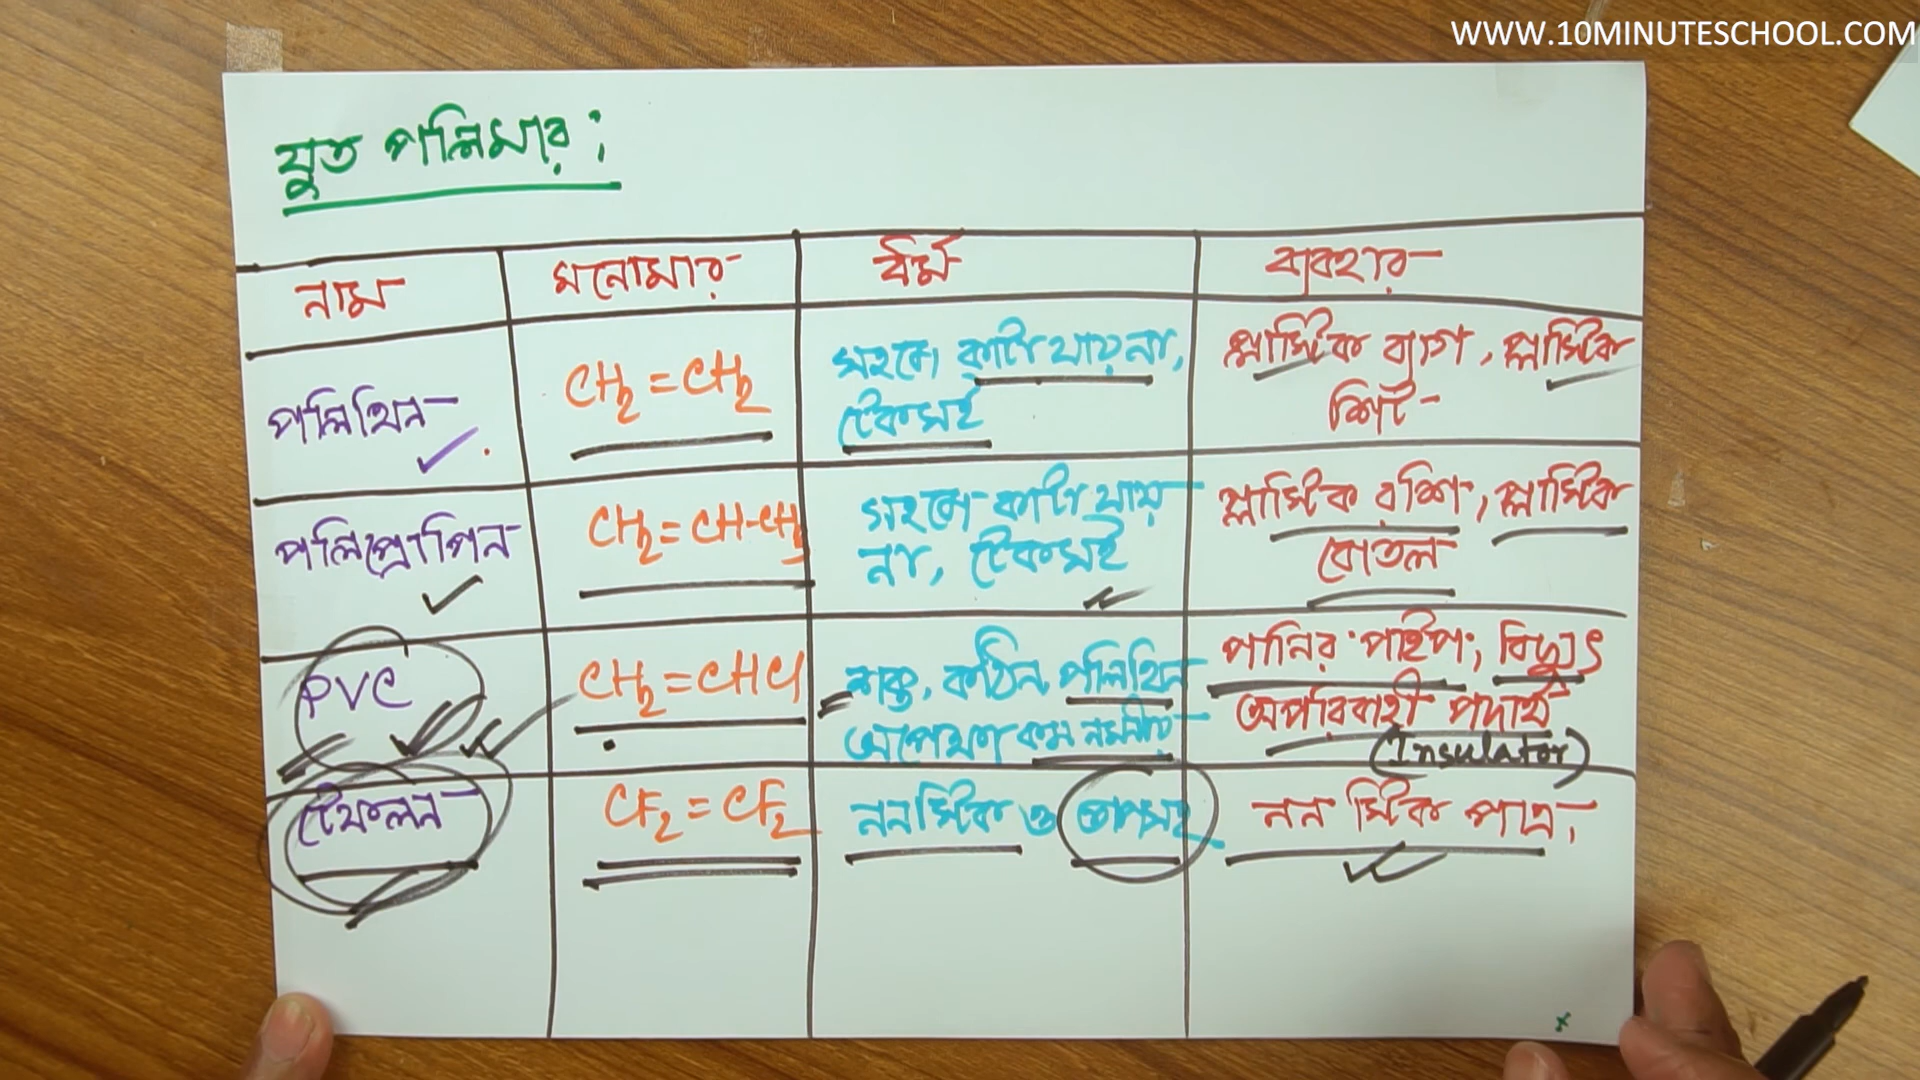 WWW.10MINUTESCHOOL.COM
যুত পলিমার :
নাম মনোমার ধর্ম ব্যবহার
পলিথিন CH₂ = CH₂ সহজে কাটা যায় না, টেকসই প্লাস্টিক ব্যাগ, প্লাস্টিক শিট
পলিপ্রোপিন CH₂ = CH-CH₃ সহজে কাটা যায় না, টেকসই প্লাস্টিক রশি, প্লাস্টিক বোতল
PVC CH₂ = CHCl শক্ত, কঠিন, পলিথিন অপেক্ষা কম নমনীয় পানির পাইপ, বিদ্যুৎ অপরিবাহী পদার্থ (Insulator)
টেফলন CF₂ = CF₂ ননস্টিক ও তাপসহ নন স্টিক পাত্র,